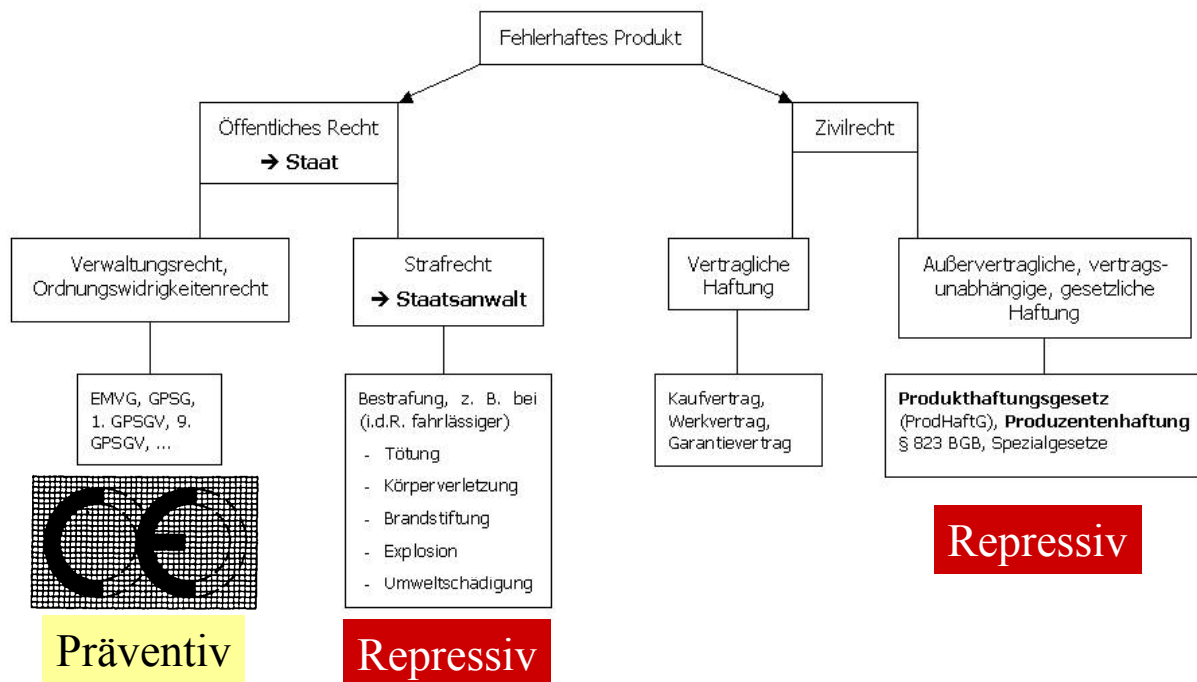 Fehlerhaftes Produkt
Öffentliches Recht
➔ Staat
Zivilrecht
Verwaltungsrecht,
Ordnungswidrigkeitenrecht
Strafrecht
➔ Staatsanwalt
Vertragliche
Haftung
Außervertragliche, vertrags-
unabhängige, gesetzliche
Haftung
EMVG, GPSG,
1. GPSGV, 9.
GPSGV, ...
Bestrafung, z. B. bei
(i.d.R. fahrlässiger)
- Tötung
- Körperverletzung
- Brandstiftung
- Explosion
- Umweltschädigung
Kaufvertrag,
Werkvertrag,
Garantievertrag
Produkthaftungsgesetz
(ProdHaftG), Produzentenhaftung
§ 823 BGB, Spezialgesetze
CE
Präventiv
Repressiv
Repressiv